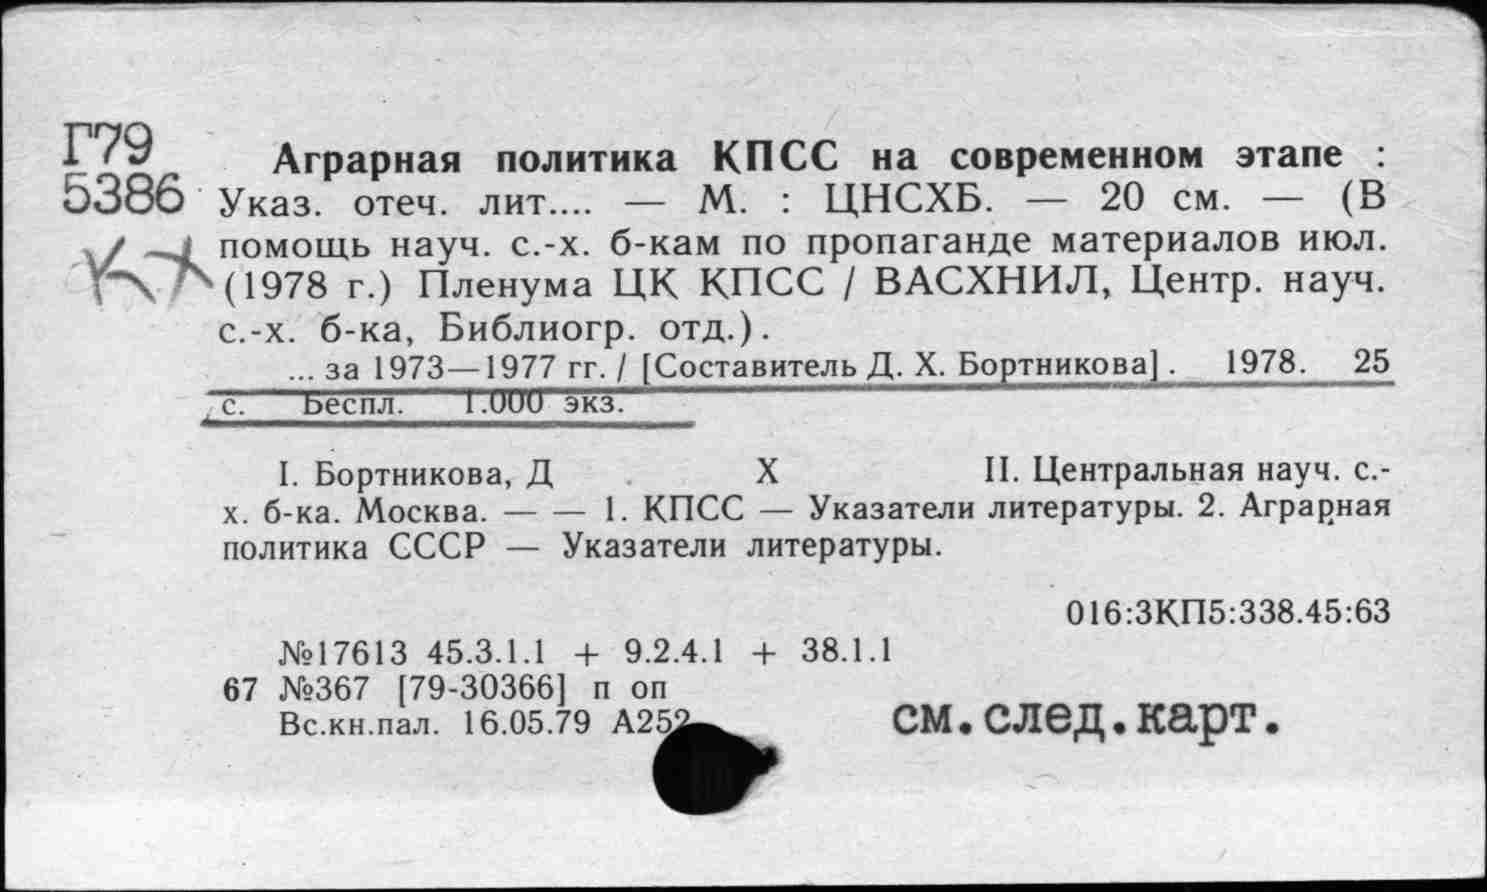 Г79
5386
Аграрная политика КПСС на современном этапе :
Указ. отеч. лит.... — М. : ЦНСХБ. — 20 см. — (В
помощь науч. с.-х. б-кам по пропаганде материалов июл.
(1978 г.) Пленума ЦК КПСС / ВАСХНИЛ, Центр. науч.
с.-х. б-ка, Библиогр. отд.).
... за 1973—1977 гг. / [Составитель Д. Х. Бортникова]. 1978. 25
с. Беспл. 1.000 экз.
I. Бортникова, Д Х II. Центральная науч. с.-
х. б-ка. Москва. — — 1. КПСС — Указатели литературы. 2. Аграрная
политика СССР — Указатели литературы.
016:3КП5:338.45:63
№17613 45.3.1.1 + 9.2.4.1 + 38.1.1
67 №367 [79-30366] п оп
Вс.кн.пал. 16.05.79 А252
см.след.карт.